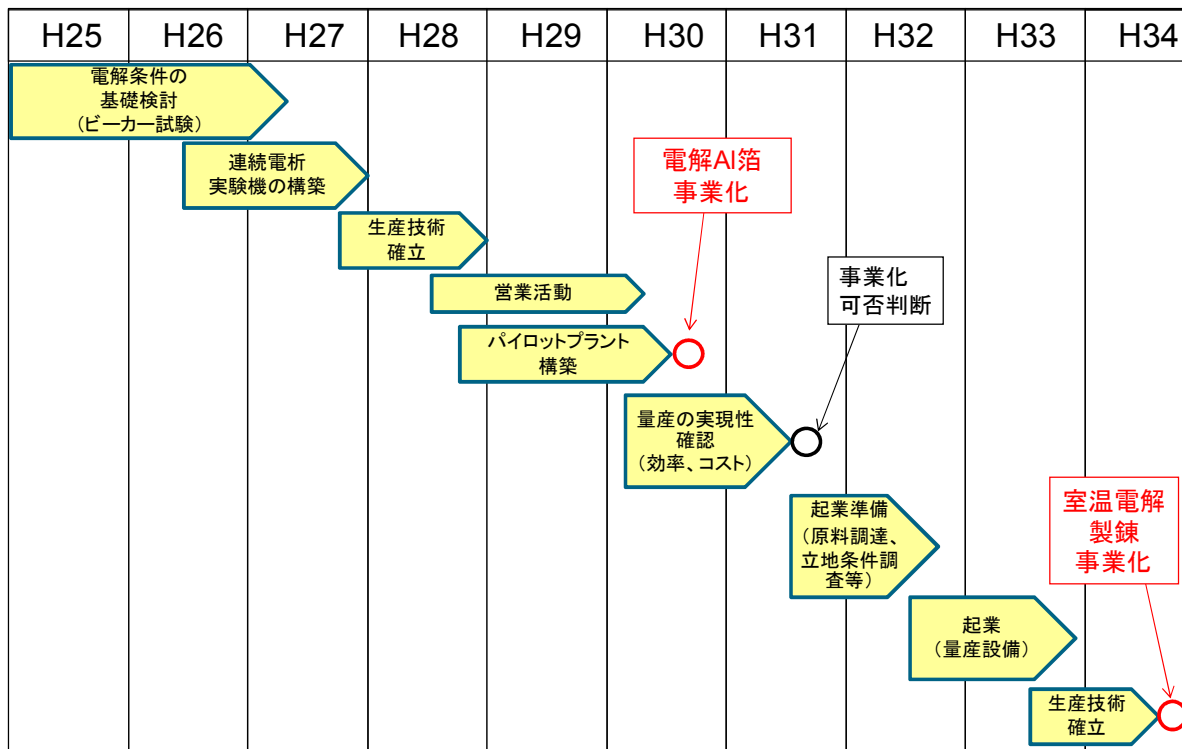 H25 H26 H27 H28 H29 H30 H31 H32 H33 H34
電解条件の
基礎検討
（ビーカー試験）
連続電析
実験機の構築
電解Al箔
事業化
生産技術
確立
営業活動
事業化
可否判断
パイロットプラント
構築
量産の実現性
確認
（効率、コスト）
起業準備
（原料調達、
立地条件調
査等）
室温電解
製錬
事業化
起業
（量産設備）
生産技術
確立